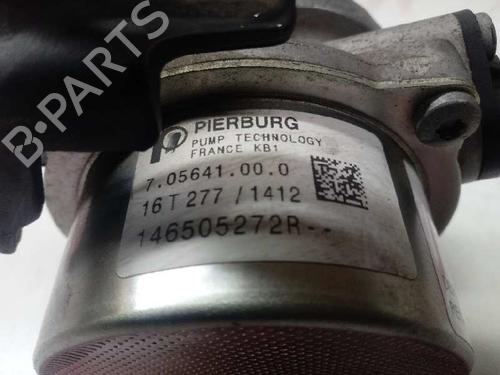 B-PARTS
PIERBURG
PUMP TECHNOLOGY
FRANCE KB1
7.05641.00.0
16 T 277 / 1412
146505272R--